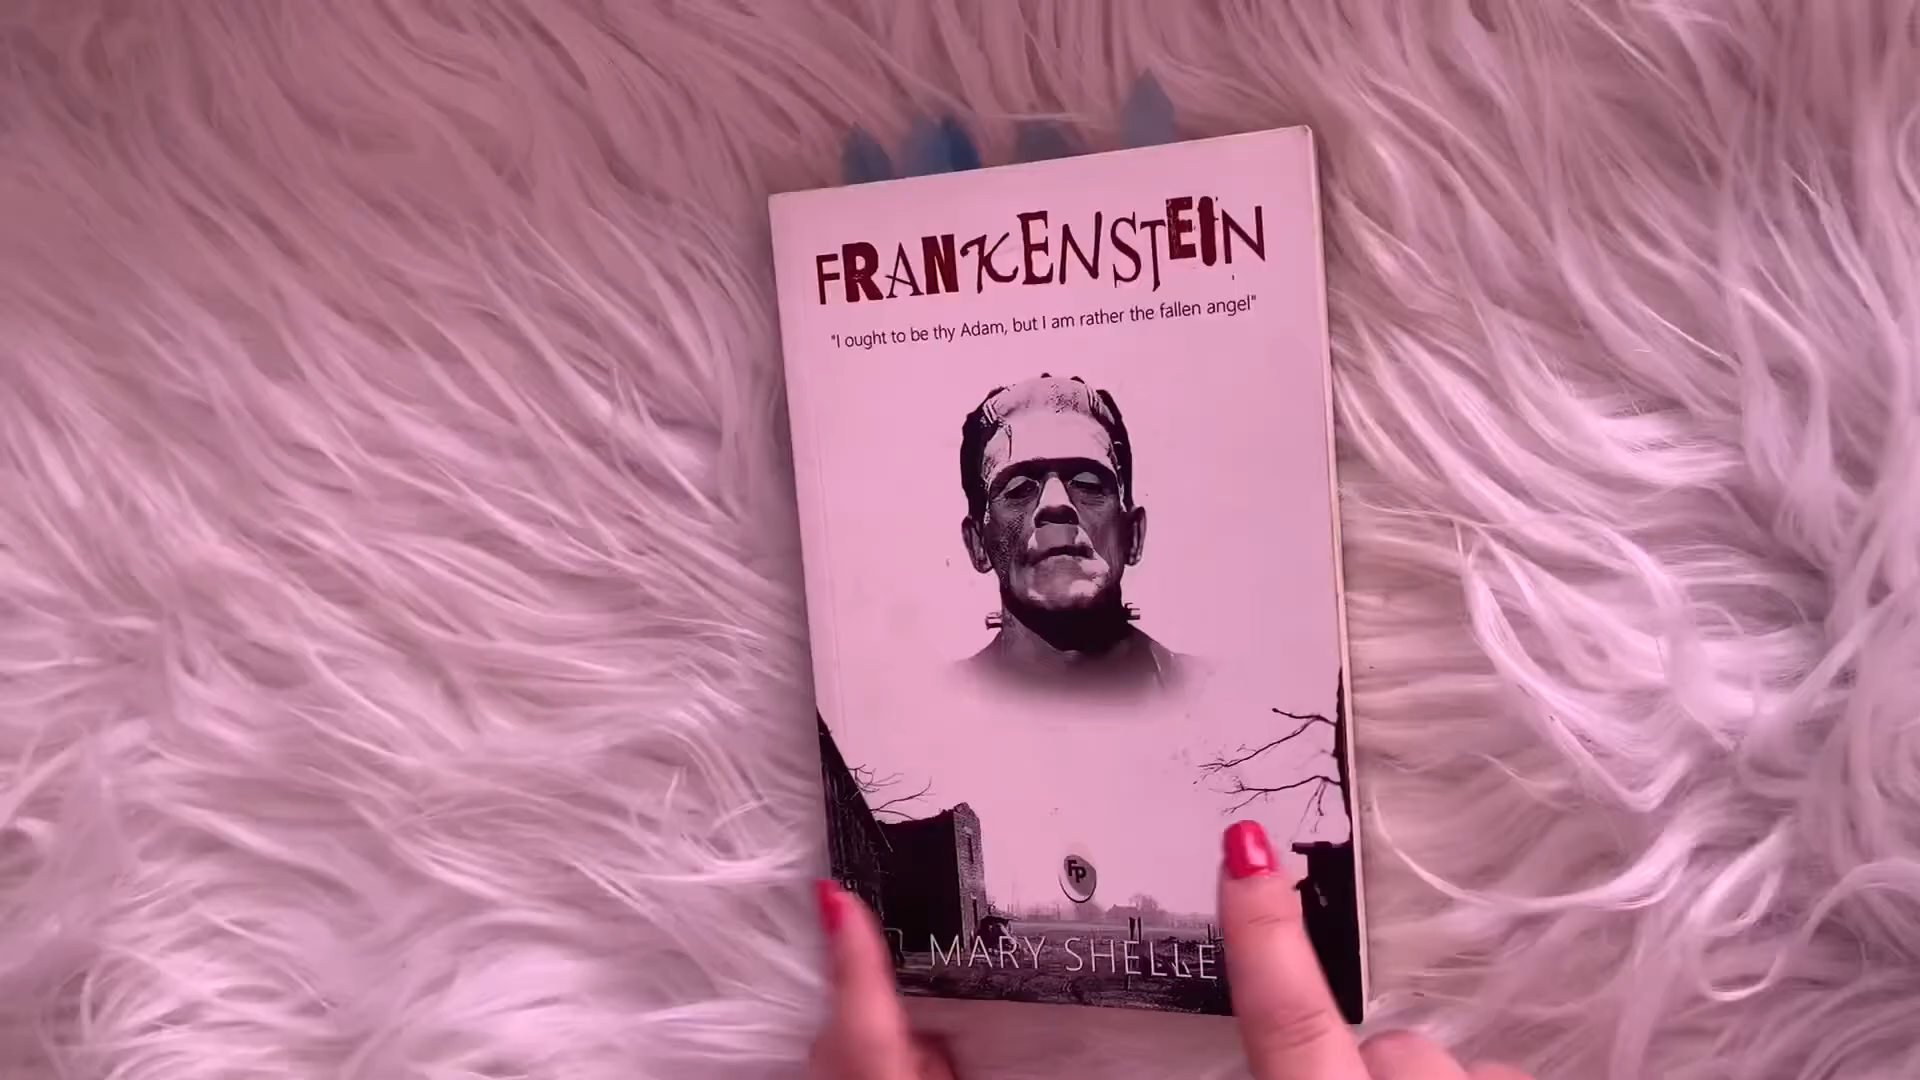 FRANKENSTEIN
"I ought to be thy Adam, but I am rather the fallen angel"
FP
MARY SHELLE